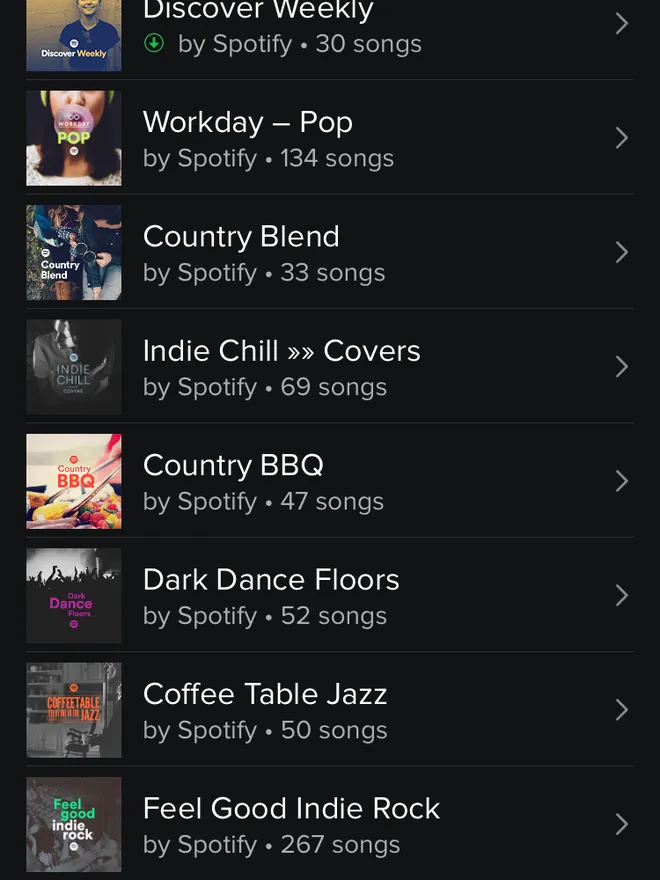 Discover Weekly
Discover Weekly
by Spotify • 30 songs
WORKDAY
POP
Workday – Pop
by Spotify • 134 songs
Country
Blend
Country Blend
by Spotify • 33 songs
INDIE
CHILL
COVERS
Indie Chill »» Covers
by Spotify • 69 songs
Country
BBQ
Country BBQ
by Spotify • 47 songs
Dark
Dance
Floors
Dark Dance Floors
by Spotify • 52 songs
COFFEETABLE
JAZZ
Coffee Table Jazz
by Spotify • 50 songs
Feel
good
indie
rock
Feel Good Indie Rock
by Spotify • 267 songs